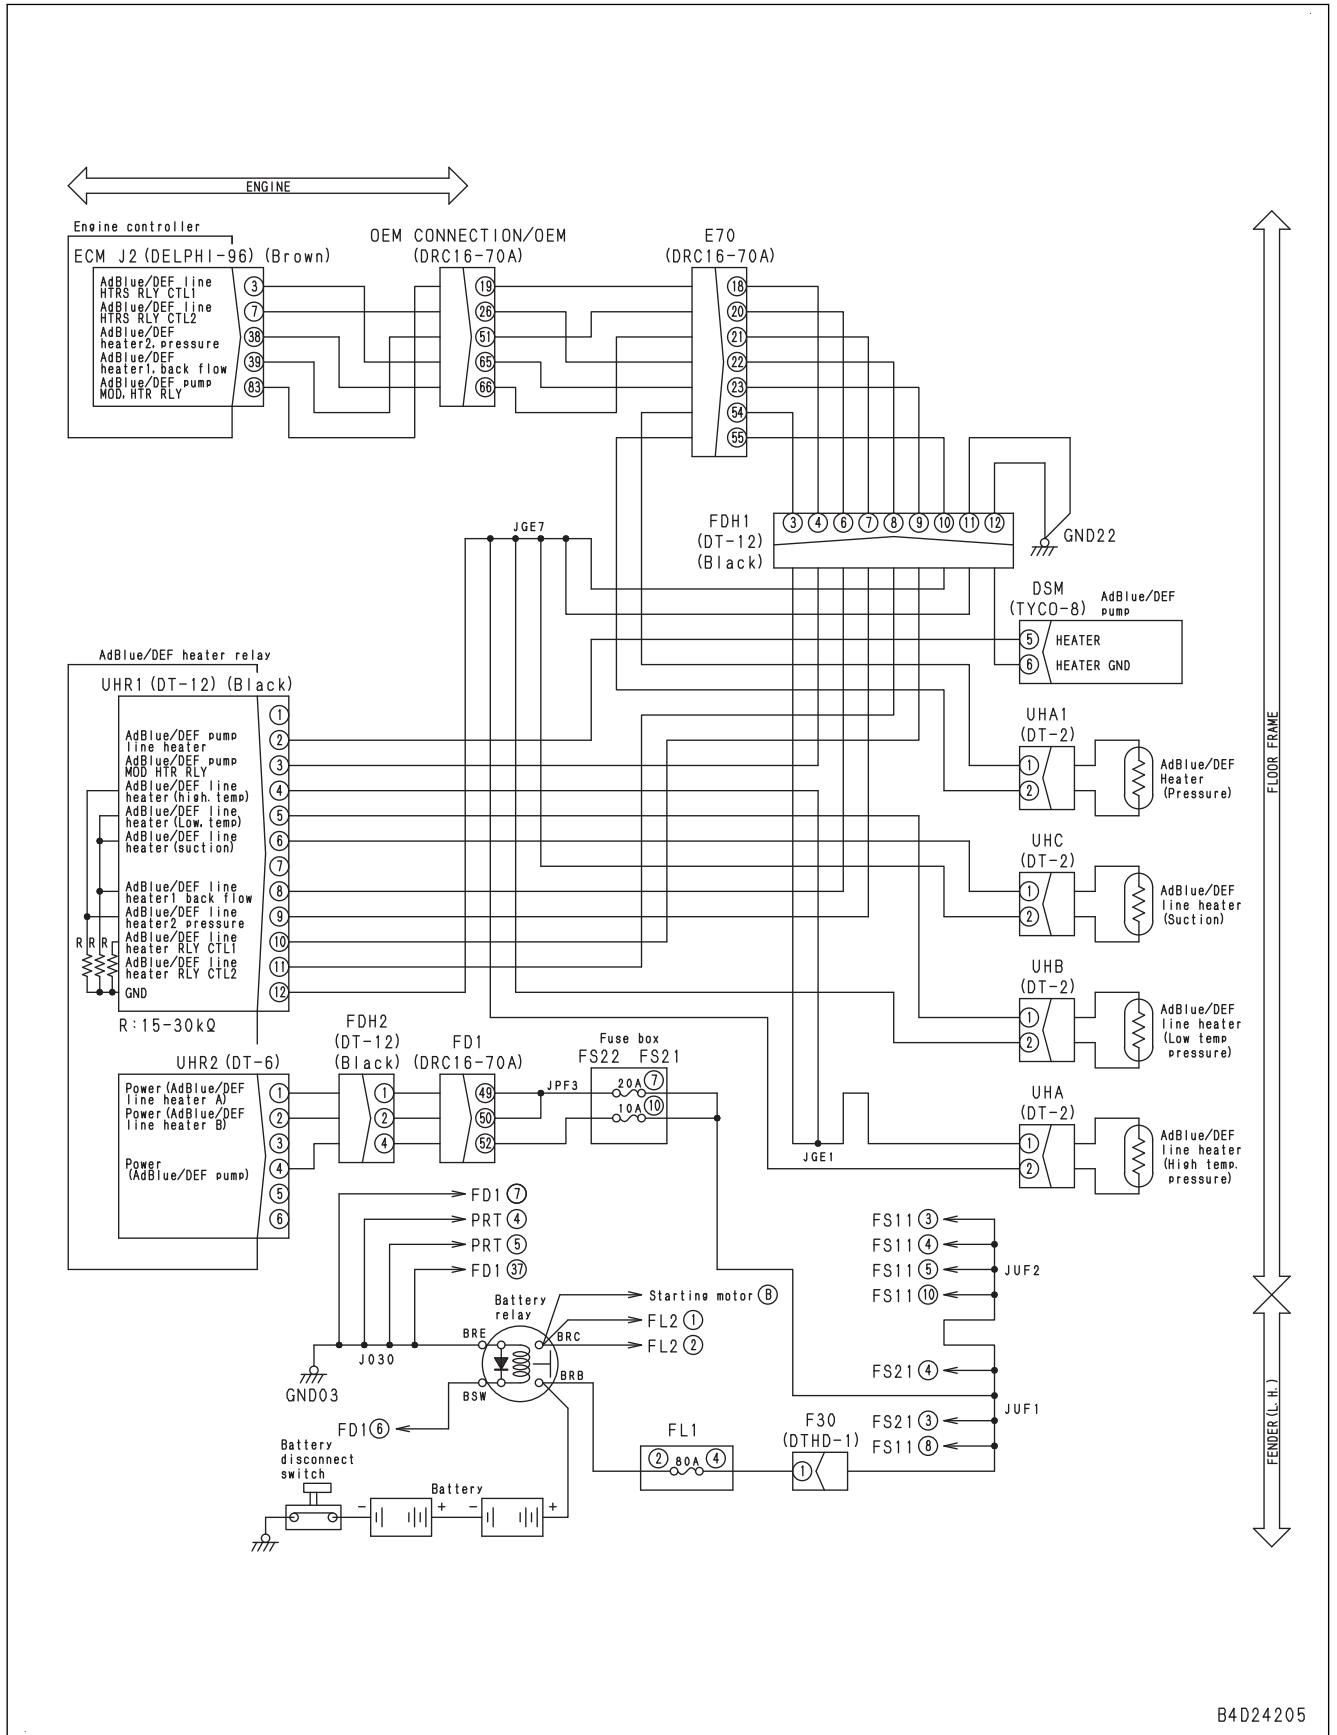 ENGINE
Engine controller
ECM J2 (DELPHI-96) (Brown)
AdBlue/DEF line
HTRS RLY CTL1
AdBlue/DEF line
HTRS RLY CTL2
AdBlue/DEF
heater2, pressure
AdBlue/DEF
heater1, back flow
AdBlue/DEF pump
MOD, HTR RLY
3
7
38
39
83
OEM CONNECTION/OEM
(DRC16-70A)
19
26
51
65
66
E70
(DRC16-70A)
18
20
21
22
23
54
55
FDH1
(DT-12)
(Black)
3 4 6 7 8 9 10 11 12
GND22
JGE7
DSM
(TYCO-8)
AdBlue/DEF
pump
5 HEATER
6 HEATER GND
AdBlue/DEF heater relay
UHR1 (DT-12) (Black)
1
AdBlue/DEF pump
line heater
2
AdBlue/DEF pump
MOD HTR RLY
3
AdBlue/DEF line
heater (high. temp)
4
AdBlue/DEF line
heater (Low. temp)
5
AdBlue/DEF line
heater (suction)
6
7
AdBlue/DEF line
heater1 back flow
8
AdBlue/DEF line
heater2 pressure
9
AdBlue/DEF line
heater RLY CTL1
10
AdBlue/DEF line
heater RLY CTL2
11
GND
12
R R R
R:15-30kΩ
UHA1
(DT-2)
1
2
AdBlue/DEF
Heater
(Pressure)
UHC
(DT-2)
1
2
AdBlue/DEF
line heater
(Suction)
UHB
(DT-2)
1
2
AdBlue/DEF
line heater
(Low temp
pressure)
UHA
(DT-2)
1
2
AdBlue/DEF
line heater
(High temp.
pressure)
JGE1
UHR2 (DT-6)
Power (AdBlue/DEF
line heater A)
Power (AdBlue/DEF
line heater B)
Power
(AdBlue/DEF pump)
1
2
3
4
5
6
FDH2
(DT-12)
(Black)
1
2
4
FD1
(DRC16-70A)
49
50
52
JPF3
Fuse box
FS22 FS21
20A 7
10A 10
FD1 7
PRT 4
PRT 5
FD1 37
Battery
relay
Starting motor B
FL2 1
FL2 2
BRE
BRC
BRB
BSW
J030
GND03
FD1 6
FS11 3
FS11 4
FS11 5
FS11 10
JUF2
FS21 4
JUF1
FS21 3
FS11 8
FL1
2 80A 4
F30
(DTHD-1)
1
Battery
disconnect
switch
Battery
- + - +
FLOOR FRAME
FENDER (L. H.)
B4D24205